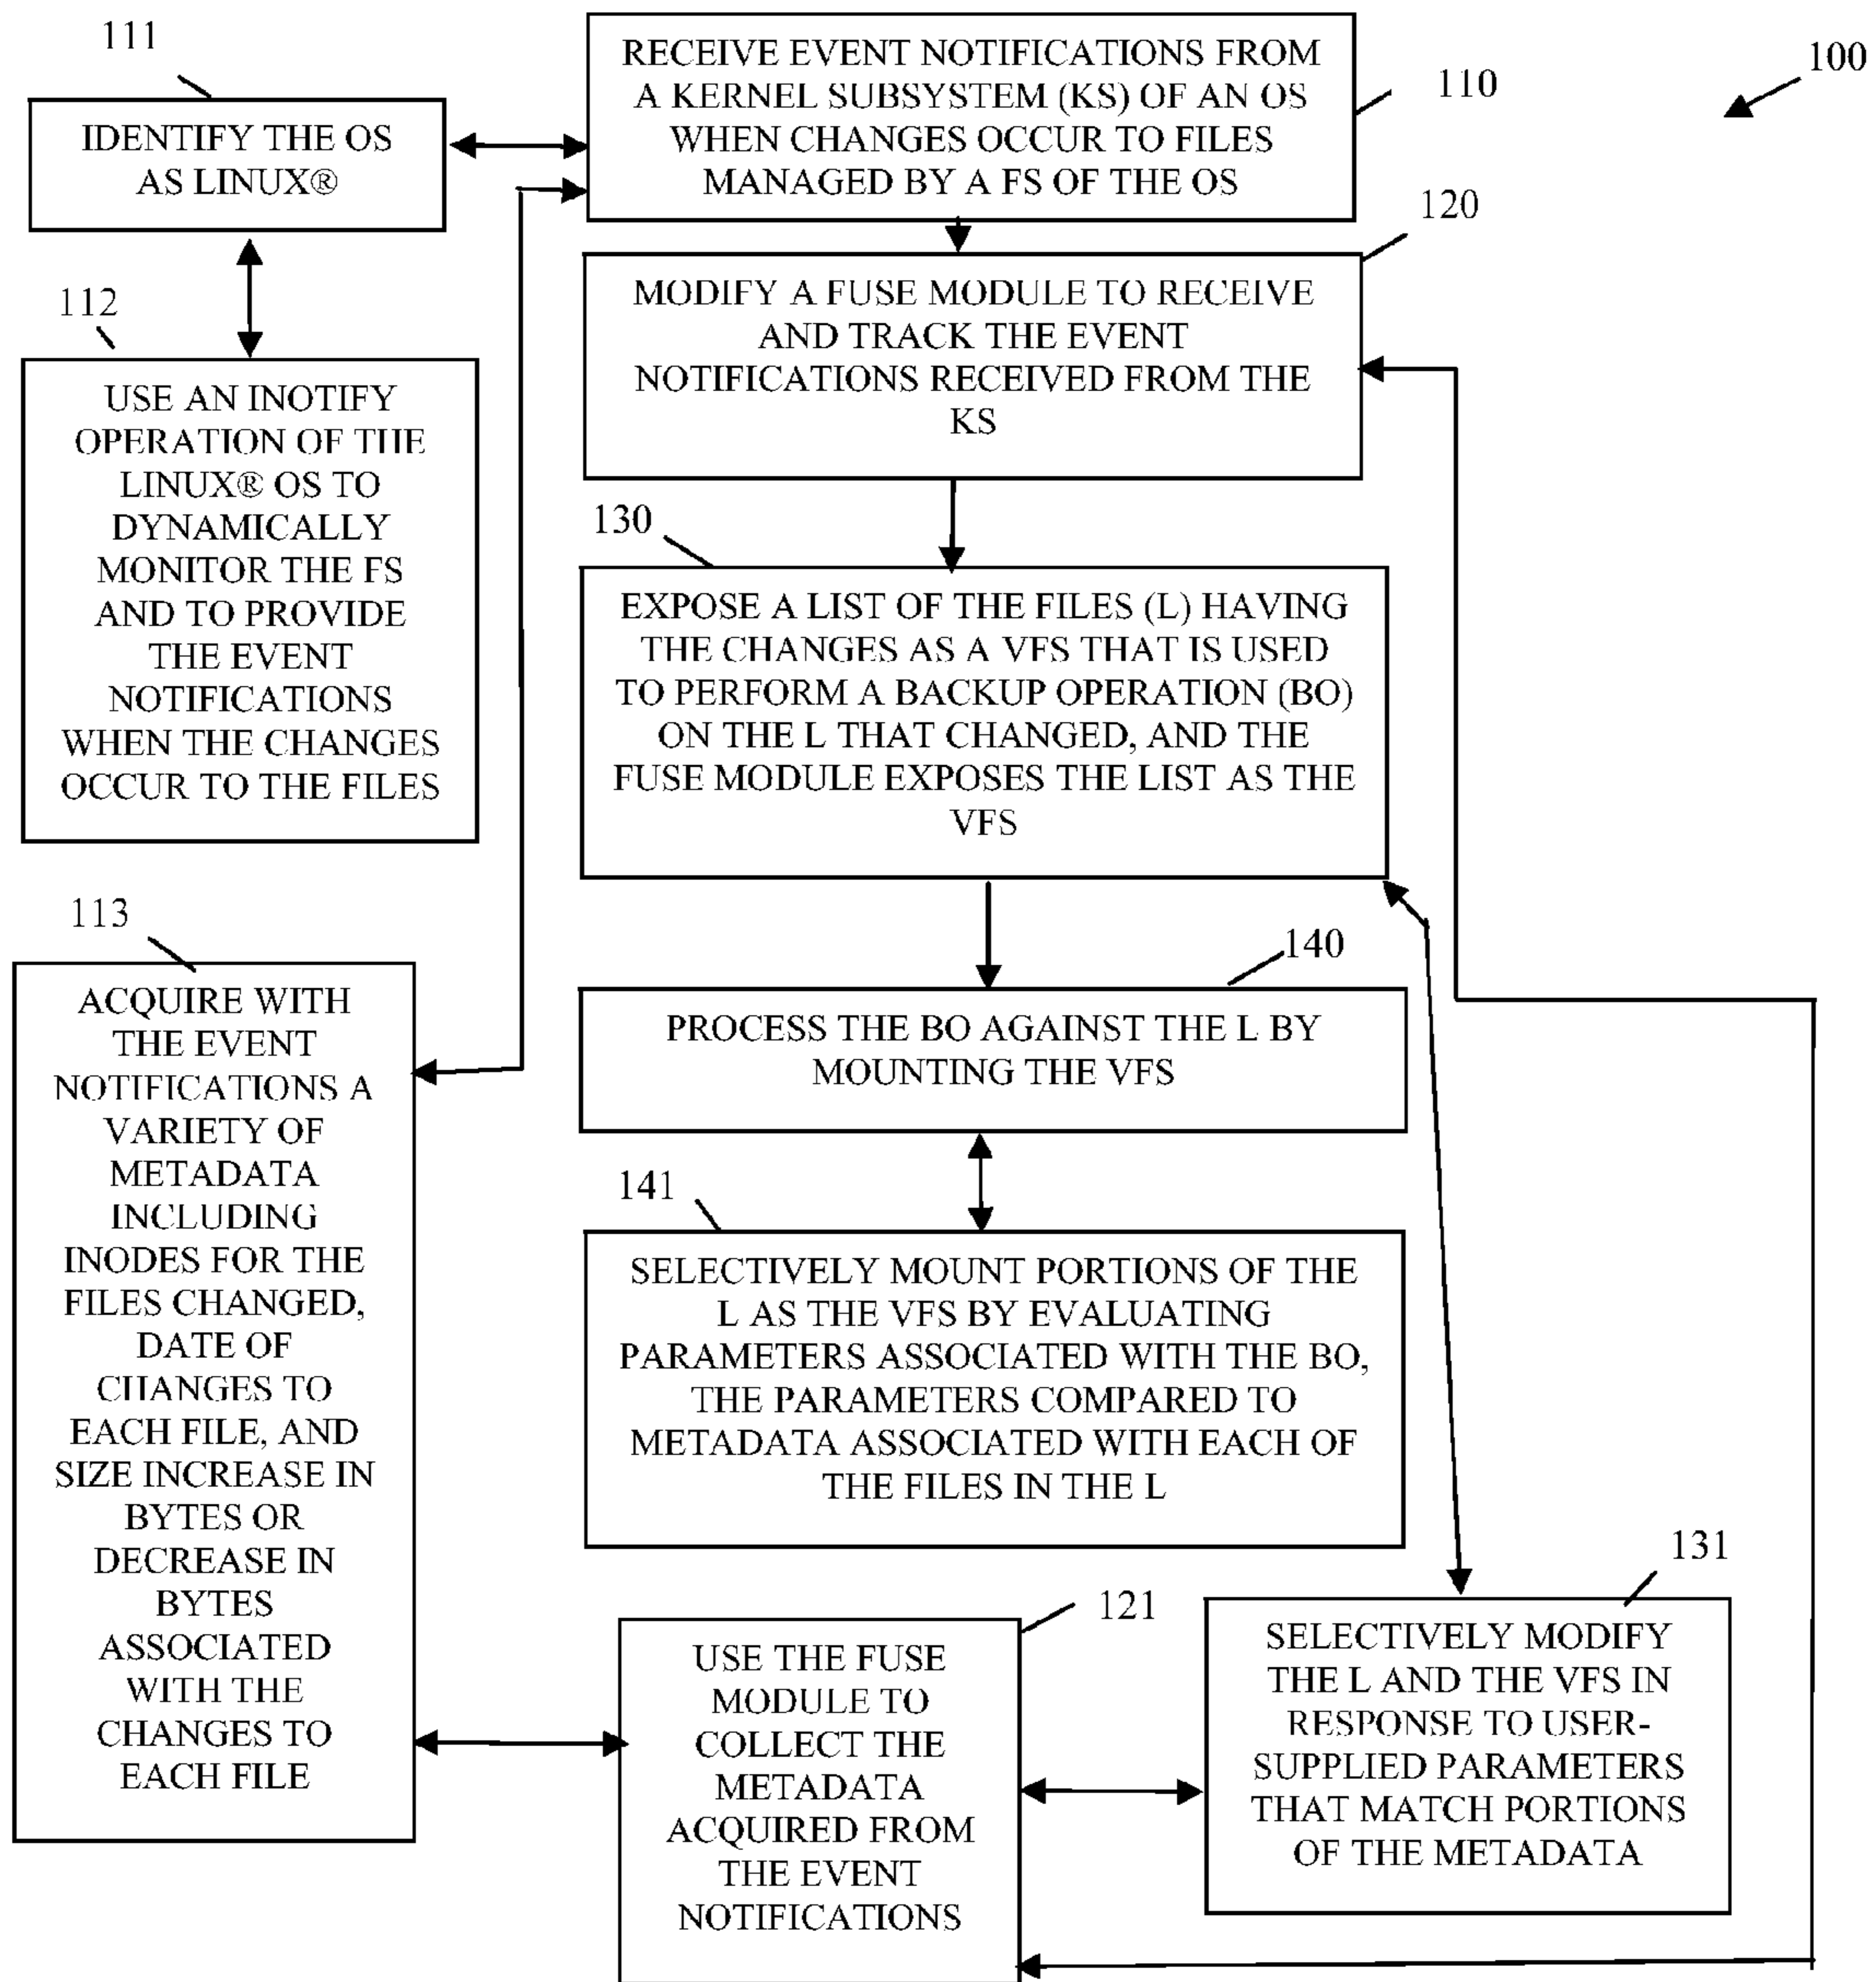 111
IDENTIFY THE OS
AS LINUX®
RECEIVE EVENT NOTIFICATIONS FROM
A KERNEL SUBSYSTEM (KS) OF AN OS
WHEN CHANGES OCCUR TO FILES
MANAGED BY A FS OF THE OS
110
100
120
MODIFY A FUSE MODULE TO RECEIVE
AND TRACK THE EVENT
NOTIFICATIONS RECEIVED FROM THE
KS
112
USE AN INOTIFY
OPERATION OF THE
LINUX® OS TO
DYNAMICALLY
MONITOR THE FS
AND TO PROVIDE
THE EVENT
NOTIFICATIONS
WHEN THE CHANGES
OCCUR TO THE FILES
130
EXPOSE A LIST OF THE FILES (L) HAVING
THE CHANGES AS A VFS THAT IS USED
TO PERFORM A BACKUP OPERATION (BO)
ON THE L THAT CHANGED, AND THE
FUSE MODULE EXPOSES THE LIST AS THE
VFS
113
ACQUIRE WITH
THE EVENT
NOTIFICATIONS A
VARIETY OF
METADATA
INCLUDING
INODES FOR THE
FILES CHANGED,
DATE OF
CHANGES TO
EACH FILE, AND
SIZE INCREASE IN
BYTES OR
DECREASE IN
BYTES
ASSOCIATED
WITH THE
CHANGES TO
EACH FILE
140
PROCESS THE BO AGAINST THE L BY
MOUNTING THE VFS
141
SELECTIVELY MOUNT PORTIONS OF THE
L AS THE VFS BY EVALUATING
PARAMETERS ASSOCIATED WITH THE BO,
THE PARAMETERS COMPARED TO
METADATA ASSOCIATED WITH EACH OF
THE FILES IN THE L
121
USE THE FUSE
MODULE TO
COLLECT THE
METADATA
ACQUIRED FROM
THE EVENT
NOTIFICATIONS
131
SELECTIVELY MODIFY
THE L AND THE VFS IN
RESPONSE TO USER-
SUPPLIED PARAMETERS
THAT MATCH PORTIONS
OF THE METADATA